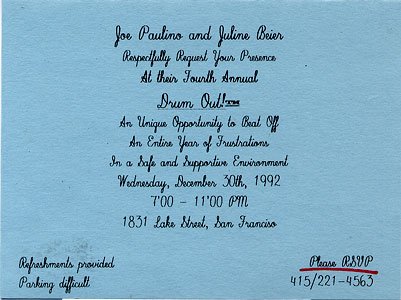 Joe Paulino and Juline Beier
Respectfully Request Your Presence
At their Fourth Annual
Drum Out!™
An Unique Opportunity to Beat Off
An Entire Year of Frustrations
In a Safe and Supportive Environment
Wednesday, December 30th, 1992
7'00 - 11'00 PM
1831 Lake Street, San Franciso
Refreshments provided
Parking difficult
Please RSVP
415/221-4563